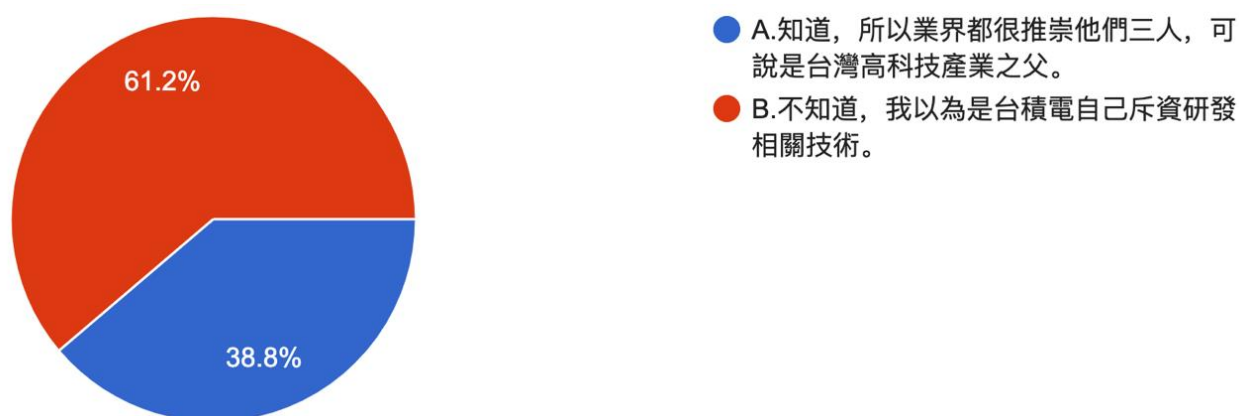 61.2%
38.8%
A.知道，所以業界都很推崇他們三人，可
說是台灣高科技產業之父。
B.不知道，我以為是台積電自己斥資研發
相關技術。